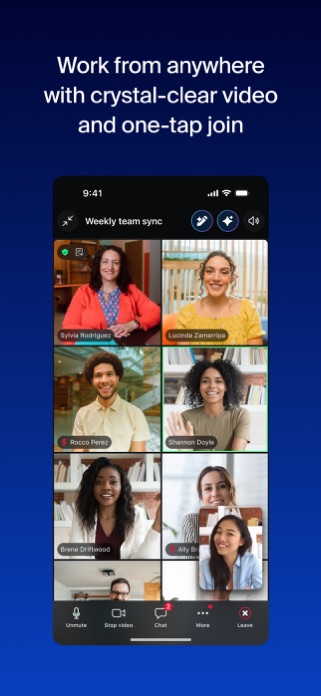 Work from anywhere
with crystal-clear video
and one-tap join
9:41
Weekly team sync
Sylvia Rodriguez
Lucinda Zamarripa
Rocco Perez
Shannon Doyle
Brene Driftwood
Ally
2
Unmute
Stop video
Chat
More
Leave